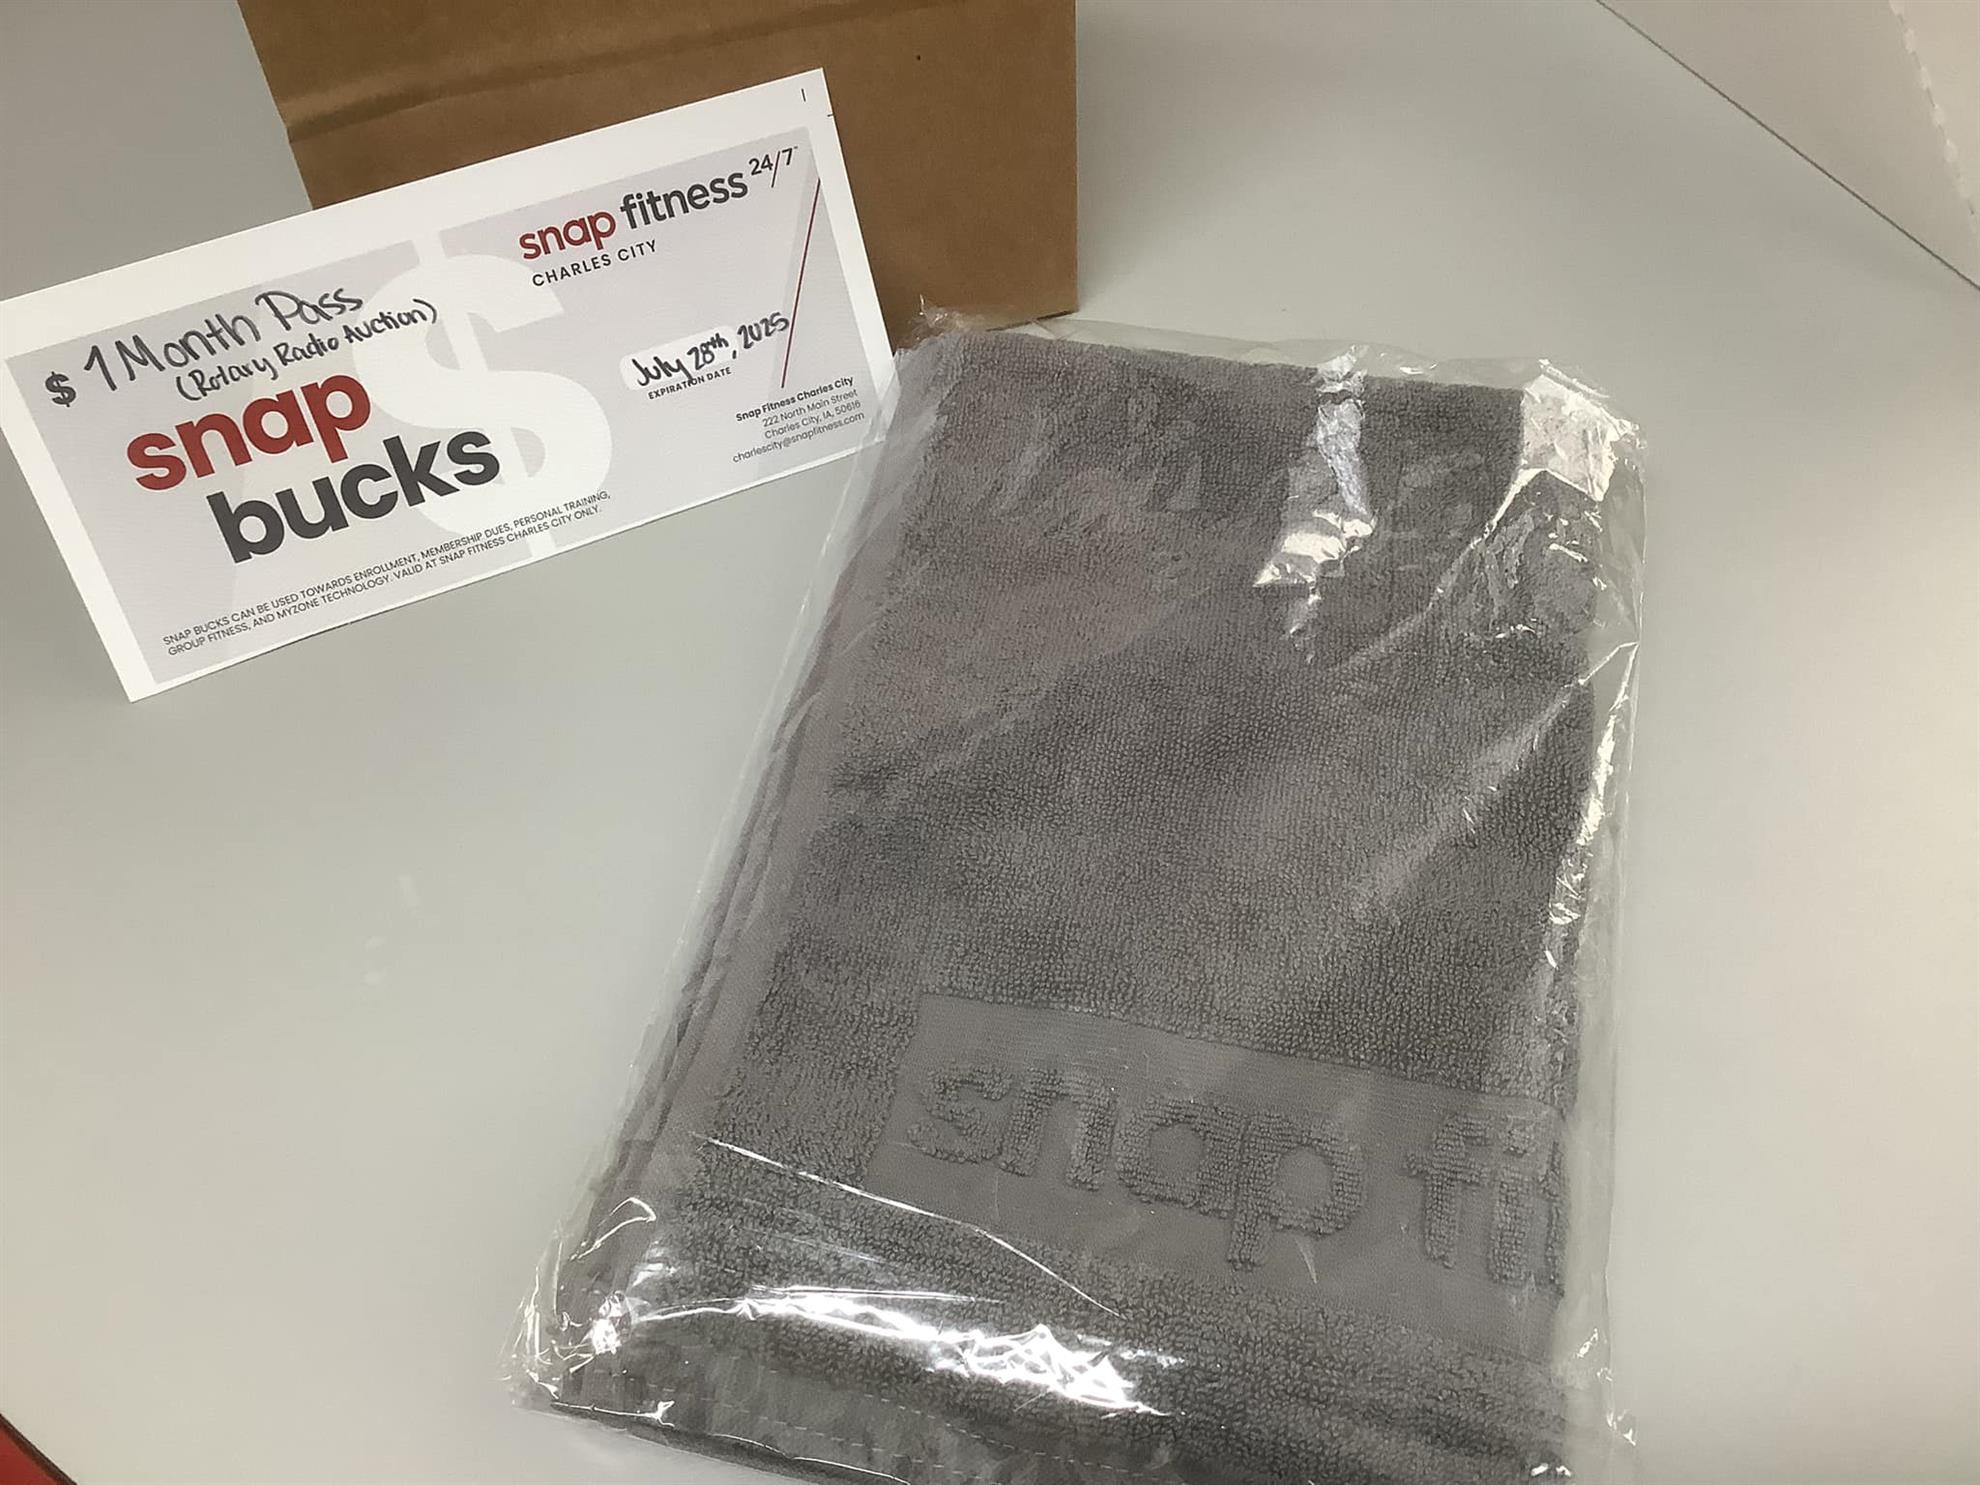 snap fitness 24/7
CHARLES CITY
$ 1 Month Pass
(Rotary Radio Auction)
snap
bucks
July 28th, 2025
EXPIRATION DATE
Snap Fitness Charles City
222 North Main Street
Charles City, IA, 50616
charlescity@snapfitness.com
SNAP BUCKS CAN BE USED TOWARDS ENROLLMENT, MEMBERSHIP DUES, PERSONAL TRAINING,
GROUP FITNESS, AND MYZONE TECHNOLOGY. VALID AT SNAP FITNESS CHARLES CITY ONLY.
snap fi